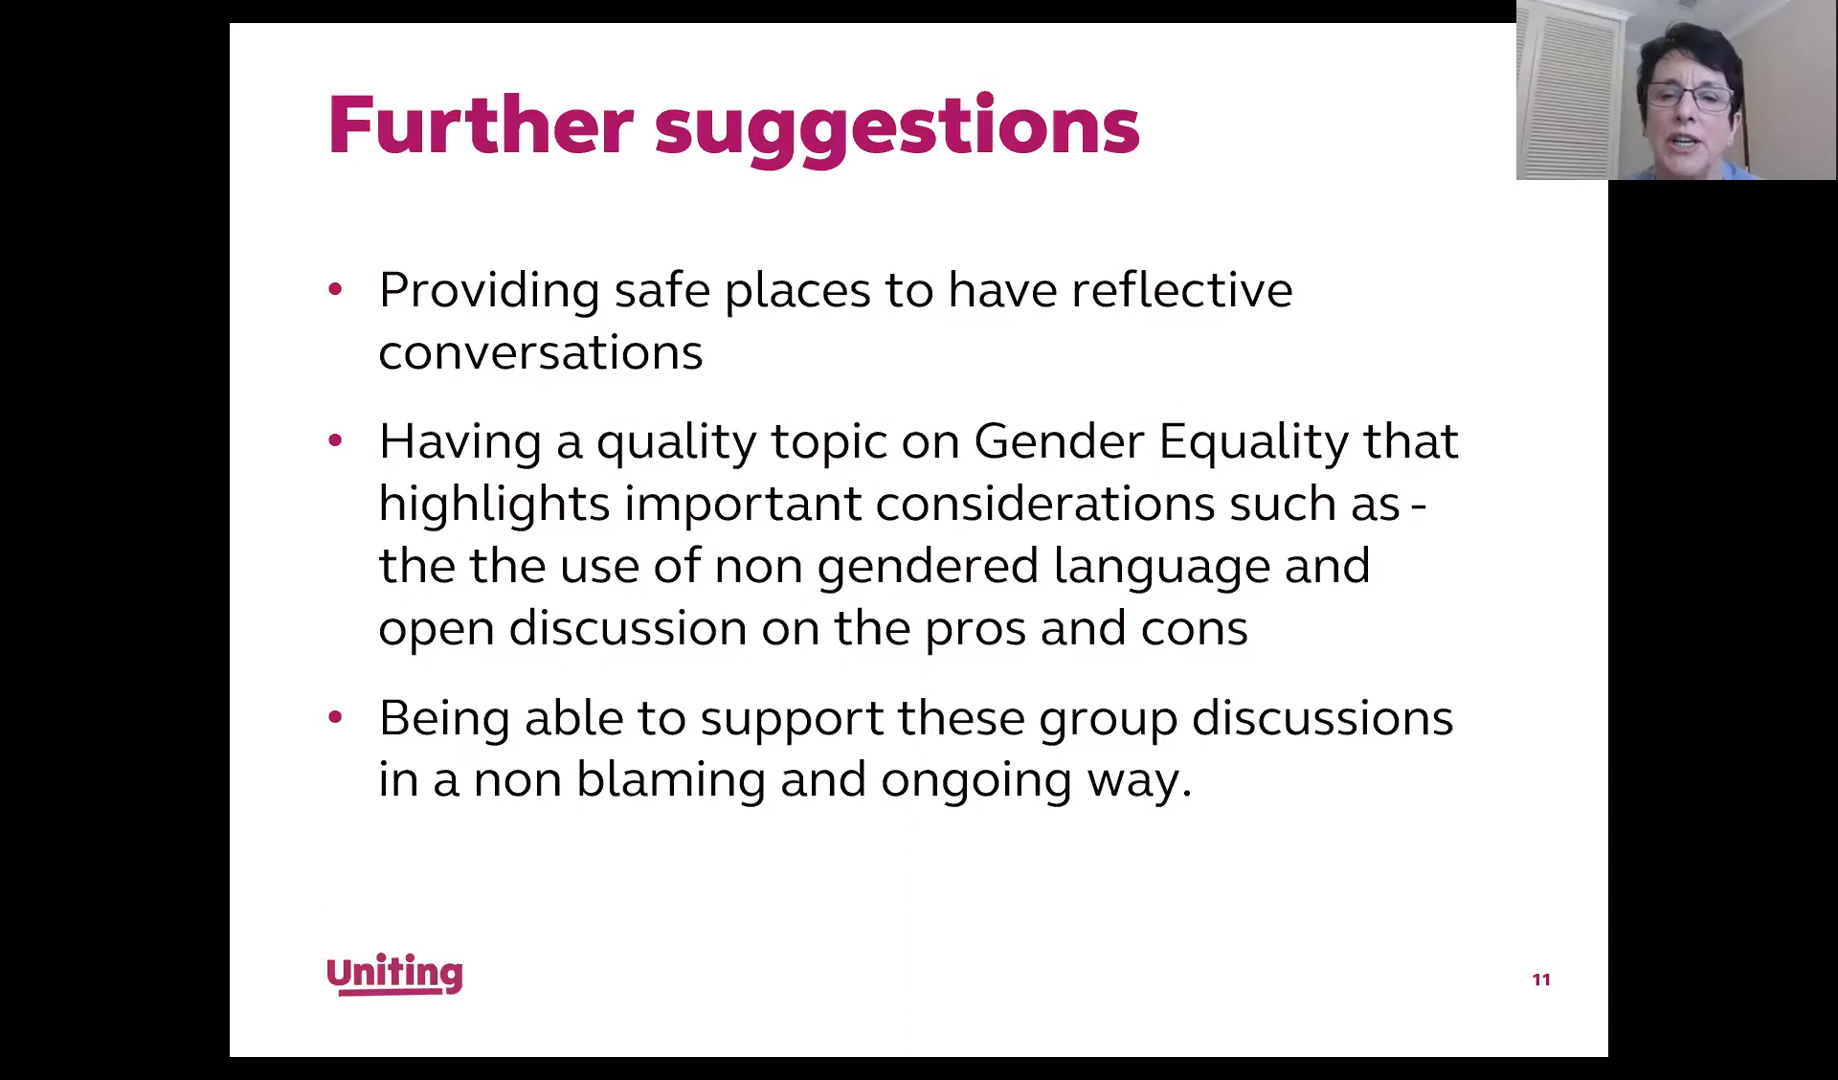 Further suggestions
• Providing safe places to have reflective
conversations
• Having a quality topic on Gender Equality that
highlights important considerations such as -
the the use of non gendered language and
open discussion on the pros and cons
• Being able to support these group discussions
in a non blaming and ongoing way.
Uniting
11